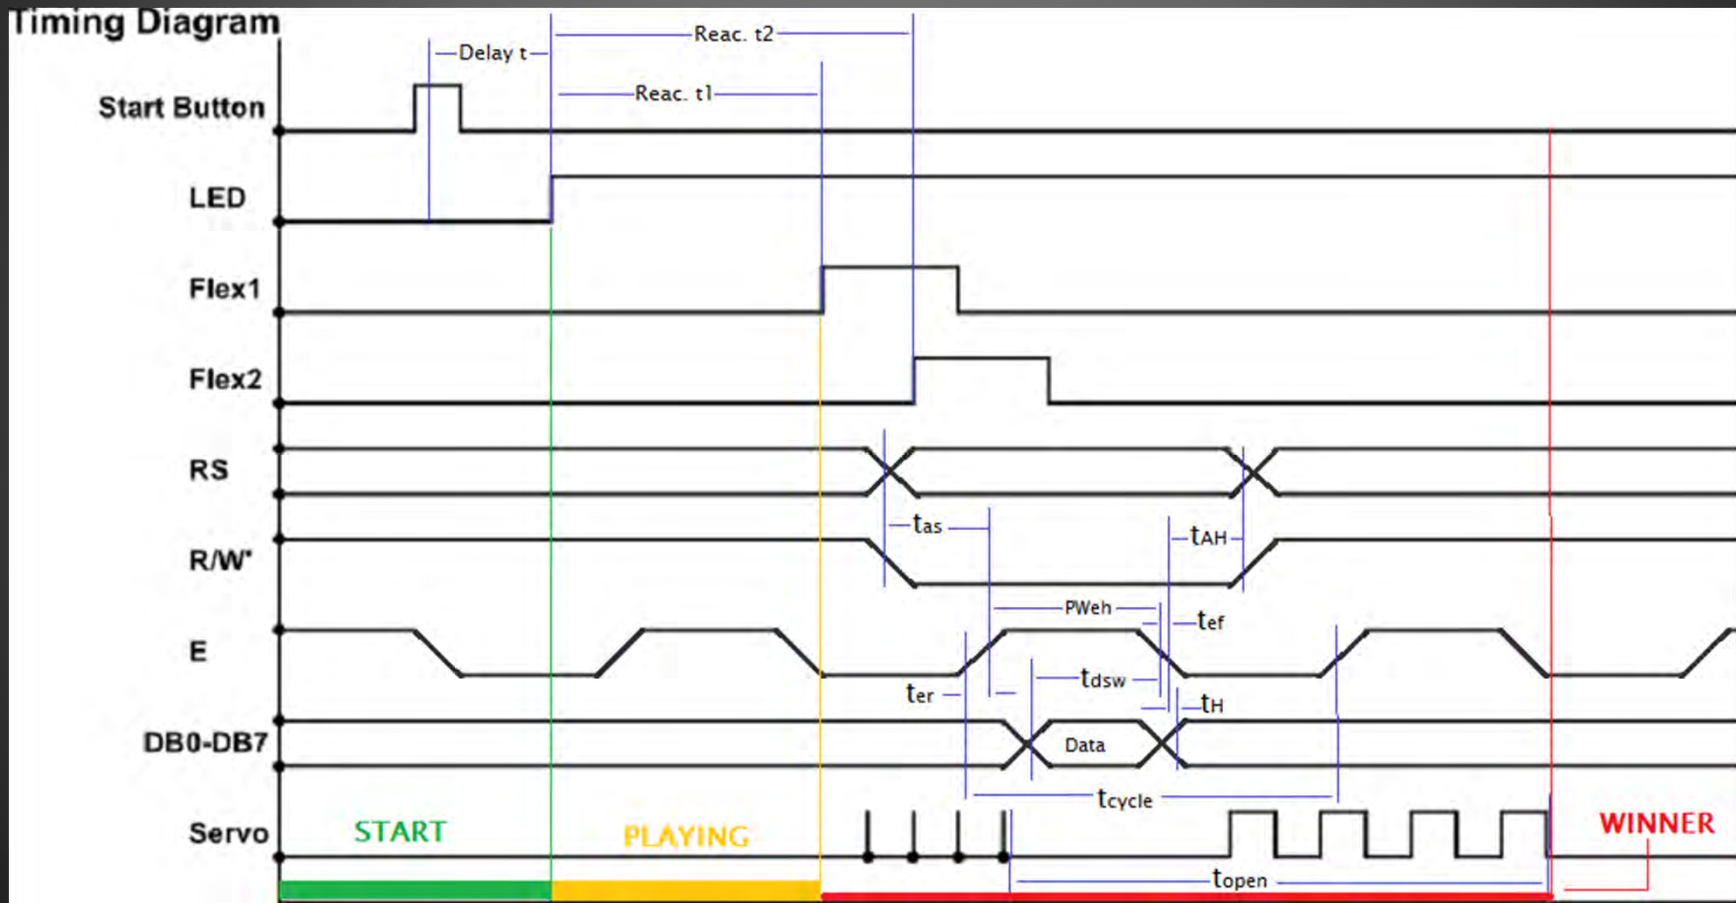 Timing Diagram
Reac. t2
Delay t
Reac. t1
Start Button
LED
Flex1
Flex2
RS
tas
tAH
R/W*
PWeh
tef
E
tdsw
ter
tH
DB0-DB7
Data
tcycle
Servo
START
PLAYING
WINNER
topen